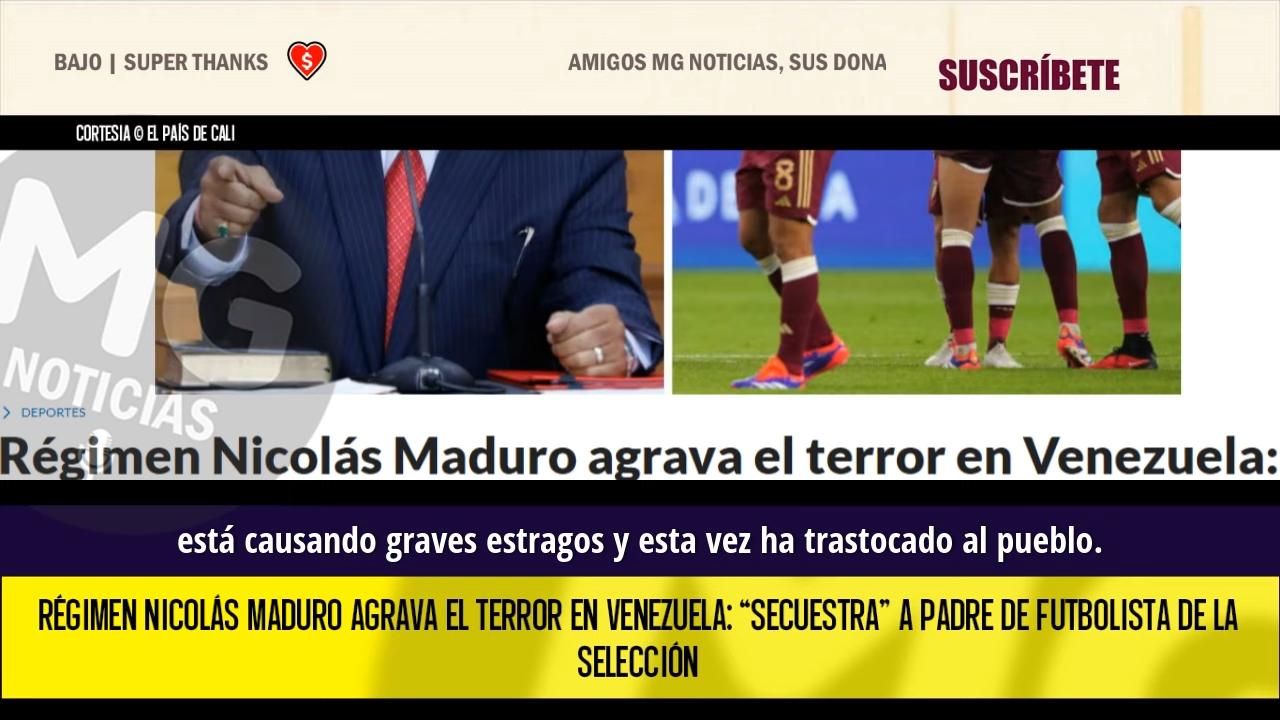 BAJO | SUPER THANKS
$
AMIGOS MG NOTICIAS, SUS DONA
SUSCRÍBETE
CORTESIA © EL PAÍS DE CALI
8
MG
NOTICIAS
DEPORTES
Régimen Nicolás Maduro agrava el terror en Venezuela:
está causando graves estragos y esta vez ha trastocado al pueblo.
RÉGIMEN NICOLÁS MADURO AGRAVA EL TERROR EN VENEZUELA: “SECUESTRA” A PADRE DE FUTBOLISTA DE LA
SELECCIÓN